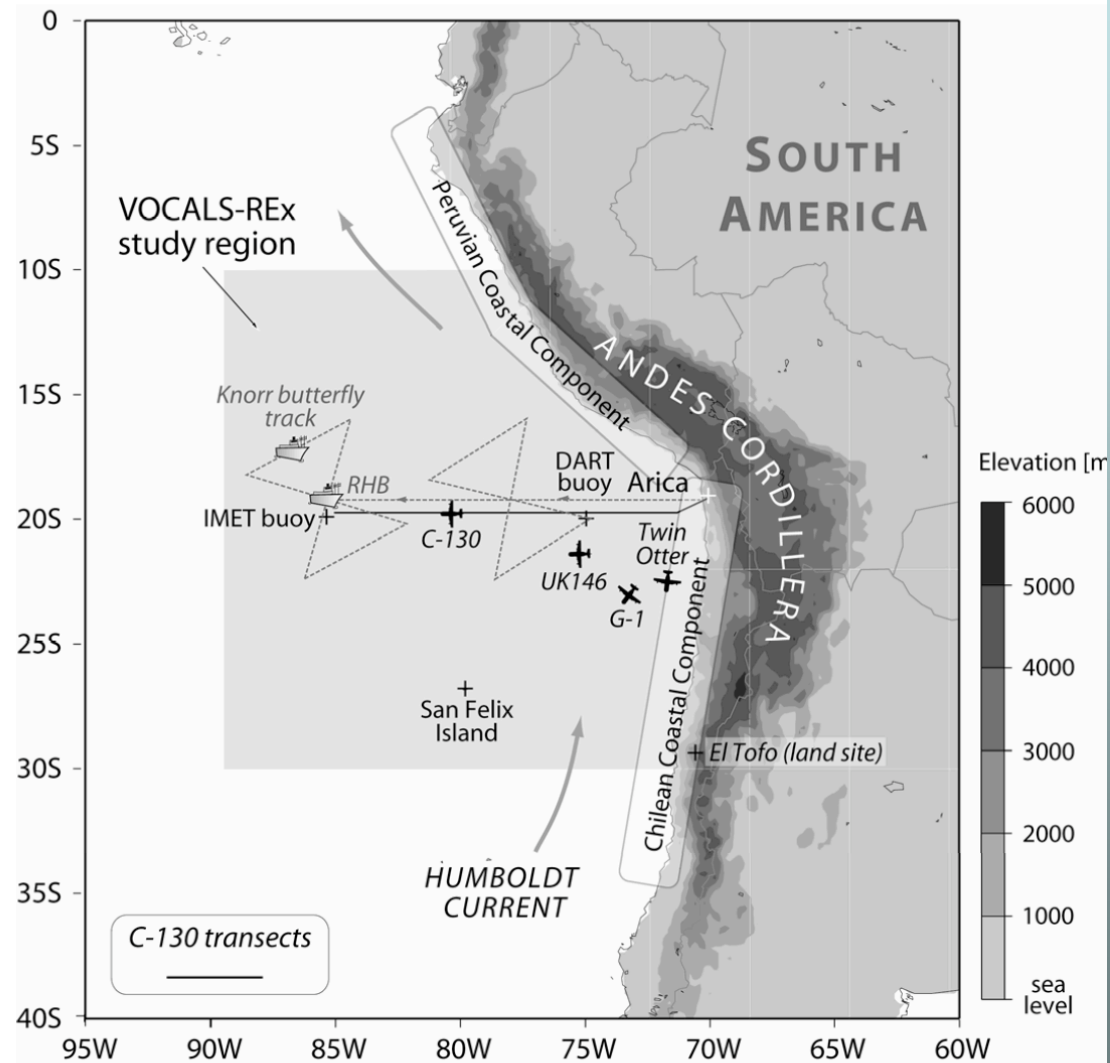 0
5S
10S
15S
20S
25S
30S
35S
40S
95W
90W
85W
80W
75W
70W
65W
60W
SOUTH
AMERICA
VOCALS-REx
study region
Peruvian Coastal Component
ANDES CORDILLERA
Knorr butterfly
track
RHB
DART
buoy
Arica
IMET buoy
C-130
UK146
Twin
Otter
G-1
San Felix
Island
Chilean Coastal Component
El Tofo (land site)
HUMBOLDT
CURRENT
C-130 transects
Elevation [m
6000
5000
4000
3000
2000
1000
sea
level